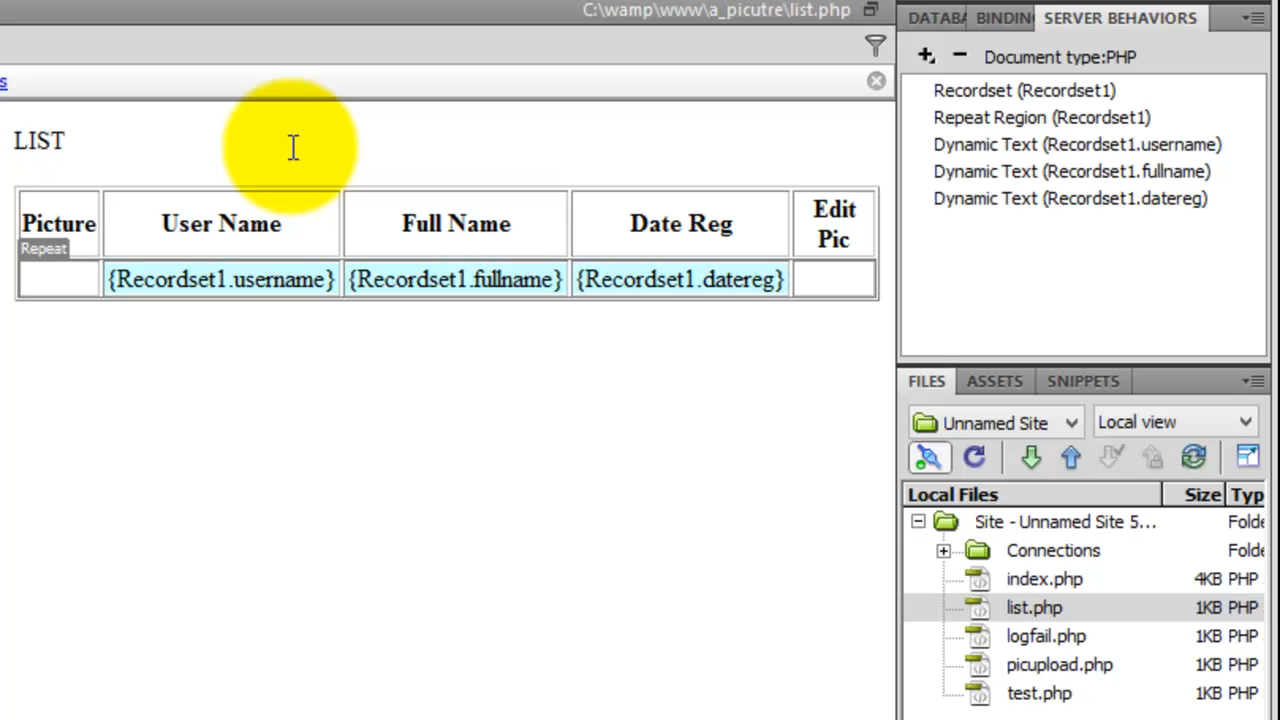 C:\wamp\www\a_picutre\list.php
s
LIST
Picture User Name Full Name Date Reg Edit Pic
Repeat
{Recordset1.username} {Recordset1.fullname} {Recordset1.datereg}
DATABA BINDIN SERVER BEHAVIORS
Document type:PHP
Recordset (Recordset1)
Repeat Region (Recordset1)
Dynamic Text (Recordset1.username)
Dynamic Text (Recordset1.fullname)
Dynamic Text (Recordset1.datereg)
FILES ASSETS SNIPPETS
Unnamed Site Local view
Local Files Size Typ
Site - Unnamed Site 5... Folde
Connections Folde
index.php 4KB PHP
list.php 1KB PHP
logfail.php 1KB PHP
picupload.php 1KB PHP
test.php 1KB PHP